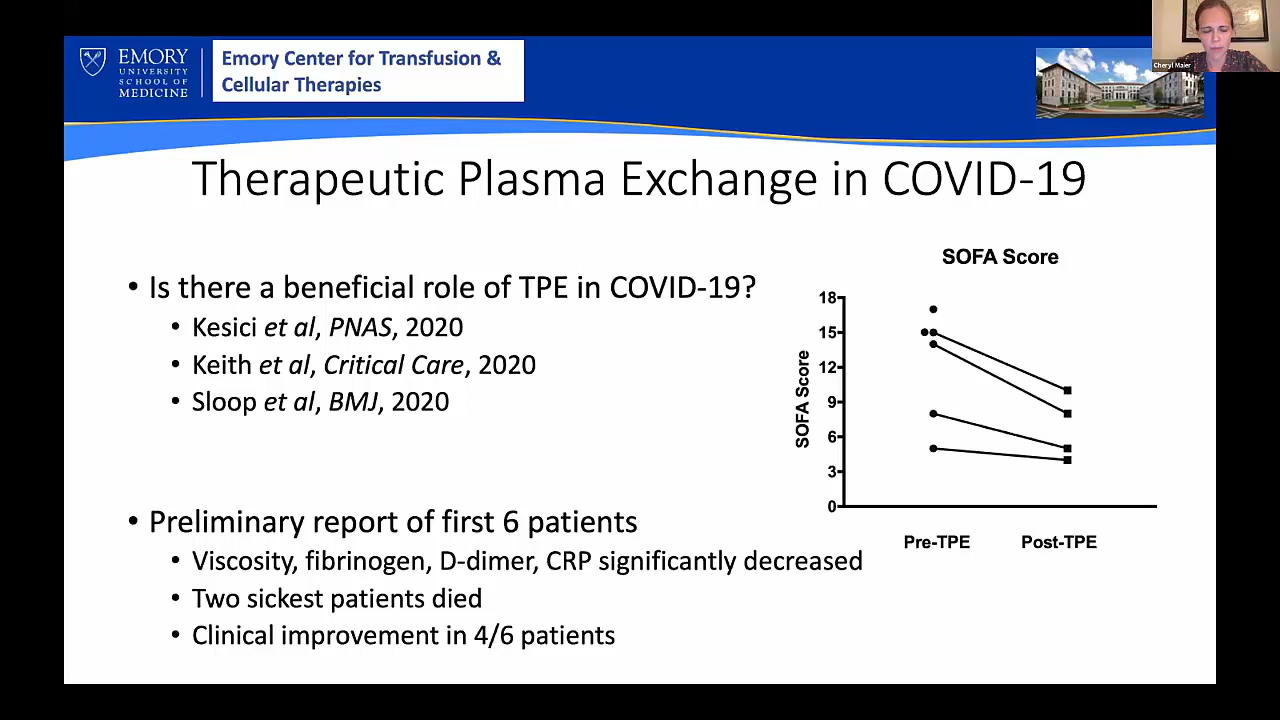 EMORY
UNIVERSITY
SCHOOL OF
MEDICINE
Emory Center for Transfusion &
Cellular Therapies
Cheryl Maier
Therapeutic Plasma Exchange in COVID-19
• Is there a beneficial role of TPE in COVID-19?
• Kesici et al, PNAS, 2020
• Keith et al, Critical Care, 2020
• Sloop et al, BMJ, 2020
• Preliminary report of first 6 patients
• Viscosity, fibrinogen, D-dimer, CRP significantly decreased
• Two sickest patients died
• Clinical improvement in 4/6 patients
SOFA Score
SOFA Score
18
15
12
9
6
3
0
Pre-TPE Post-TPE